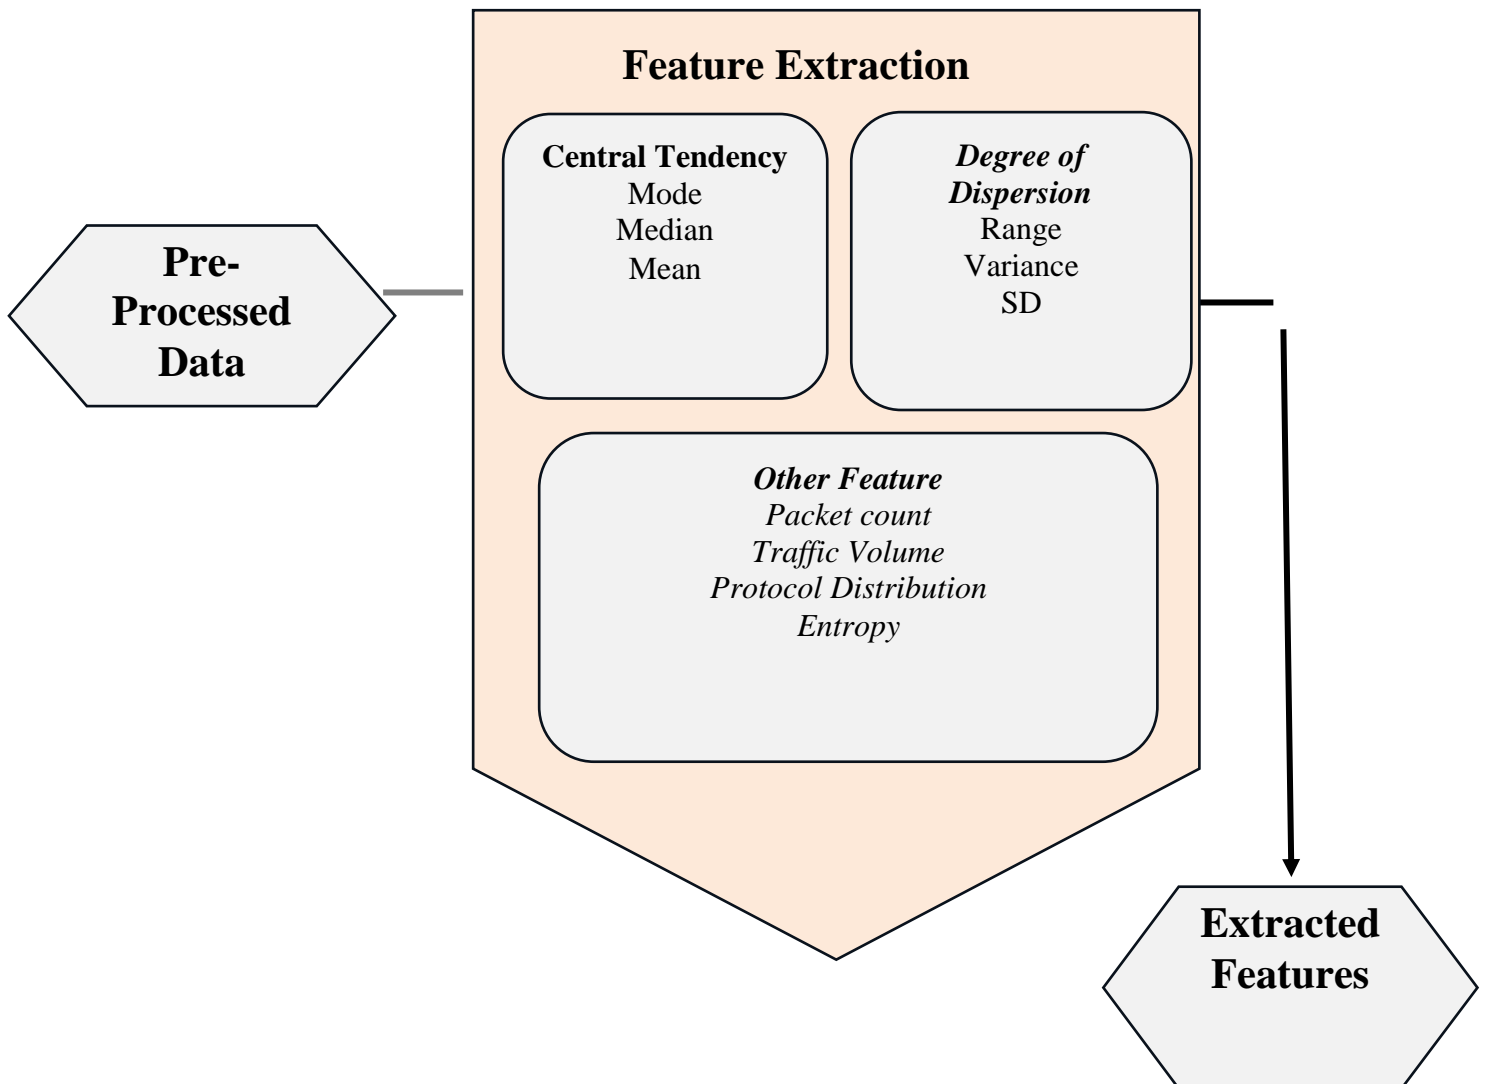 Feature Extraction
Central Tendency
Mode
Median
Mean
Degree of
Dispersion
Range
Variance
SD
Pre-
Processed
Data
Other Feature
Packet count
Traffic Volume
Protocol Distribution
Entropy
Extracted
Features